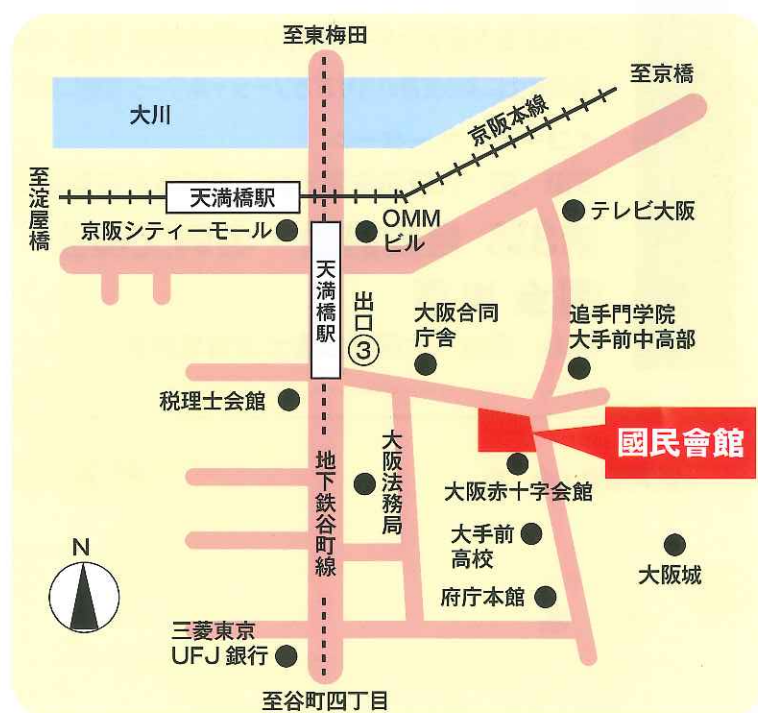 至東梅田
至京橋
大川
京阪本線
至淀屋橋
天満橋駅
テレビ大阪
京阪シティーモール
OMM
ビル
天満橋駅
出口
③
大阪合同
庁舎
追手門学院
大手前中高部
税理士会館
國民會館
大阪法務局
地下鉄谷町線
大阪赤十字会館
大手前
高校
N
大阪城
府庁本館
三菱東京
UFJ銀行
至谷町四丁目